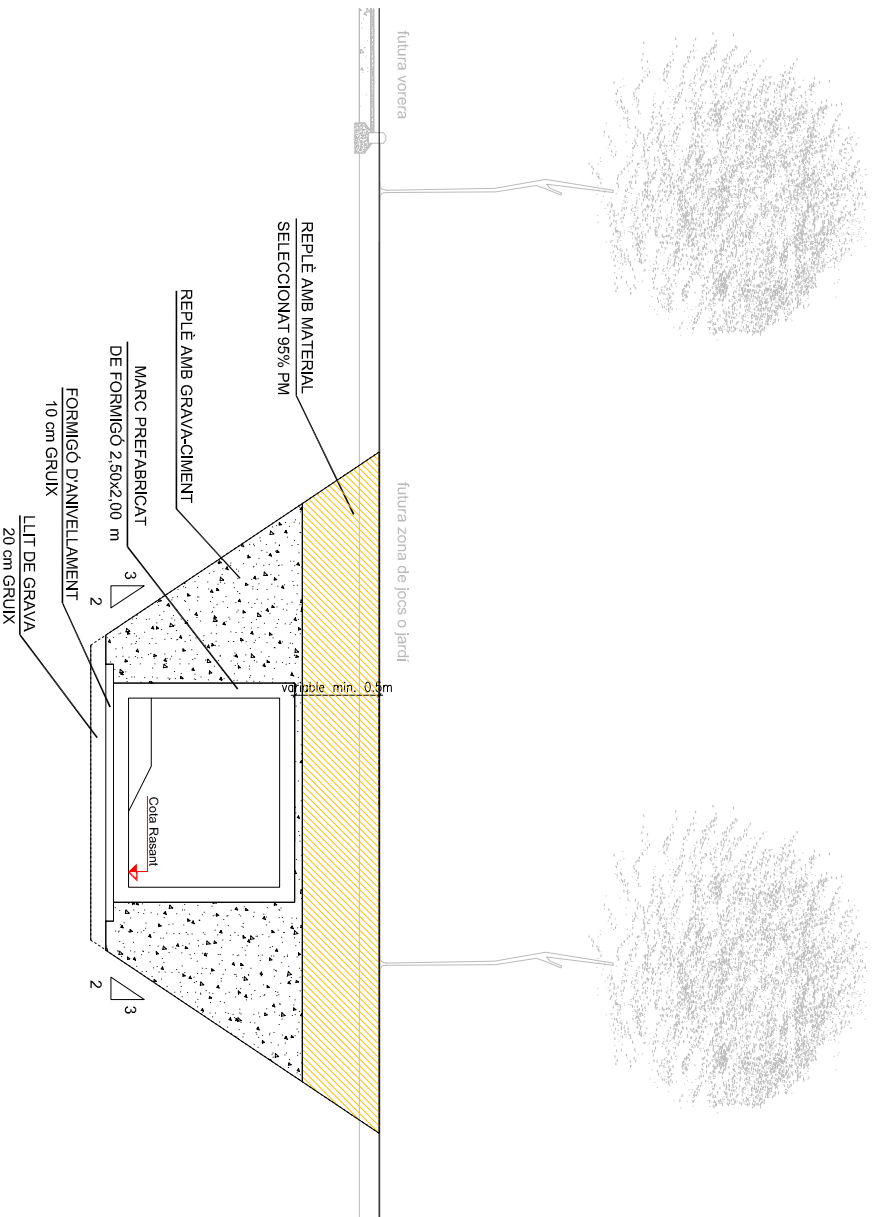 futura vorera
futura zona de jocs o jardí
REPLÈ AMB MATERIAL
SELECCIONAT 95% PM
variable min. 0.5m
REPLÈ AMB GRAVA-CIMENT
MARC PREFABRICAT
DE FORMIGÓ 2,50x2,00 m
Cota Rasant
3
2
3
2
FORMIGÓ D'ANIVELLAMENT
10 cm GRUIX
LLIT DE GRAVA
20 cm GRUIX